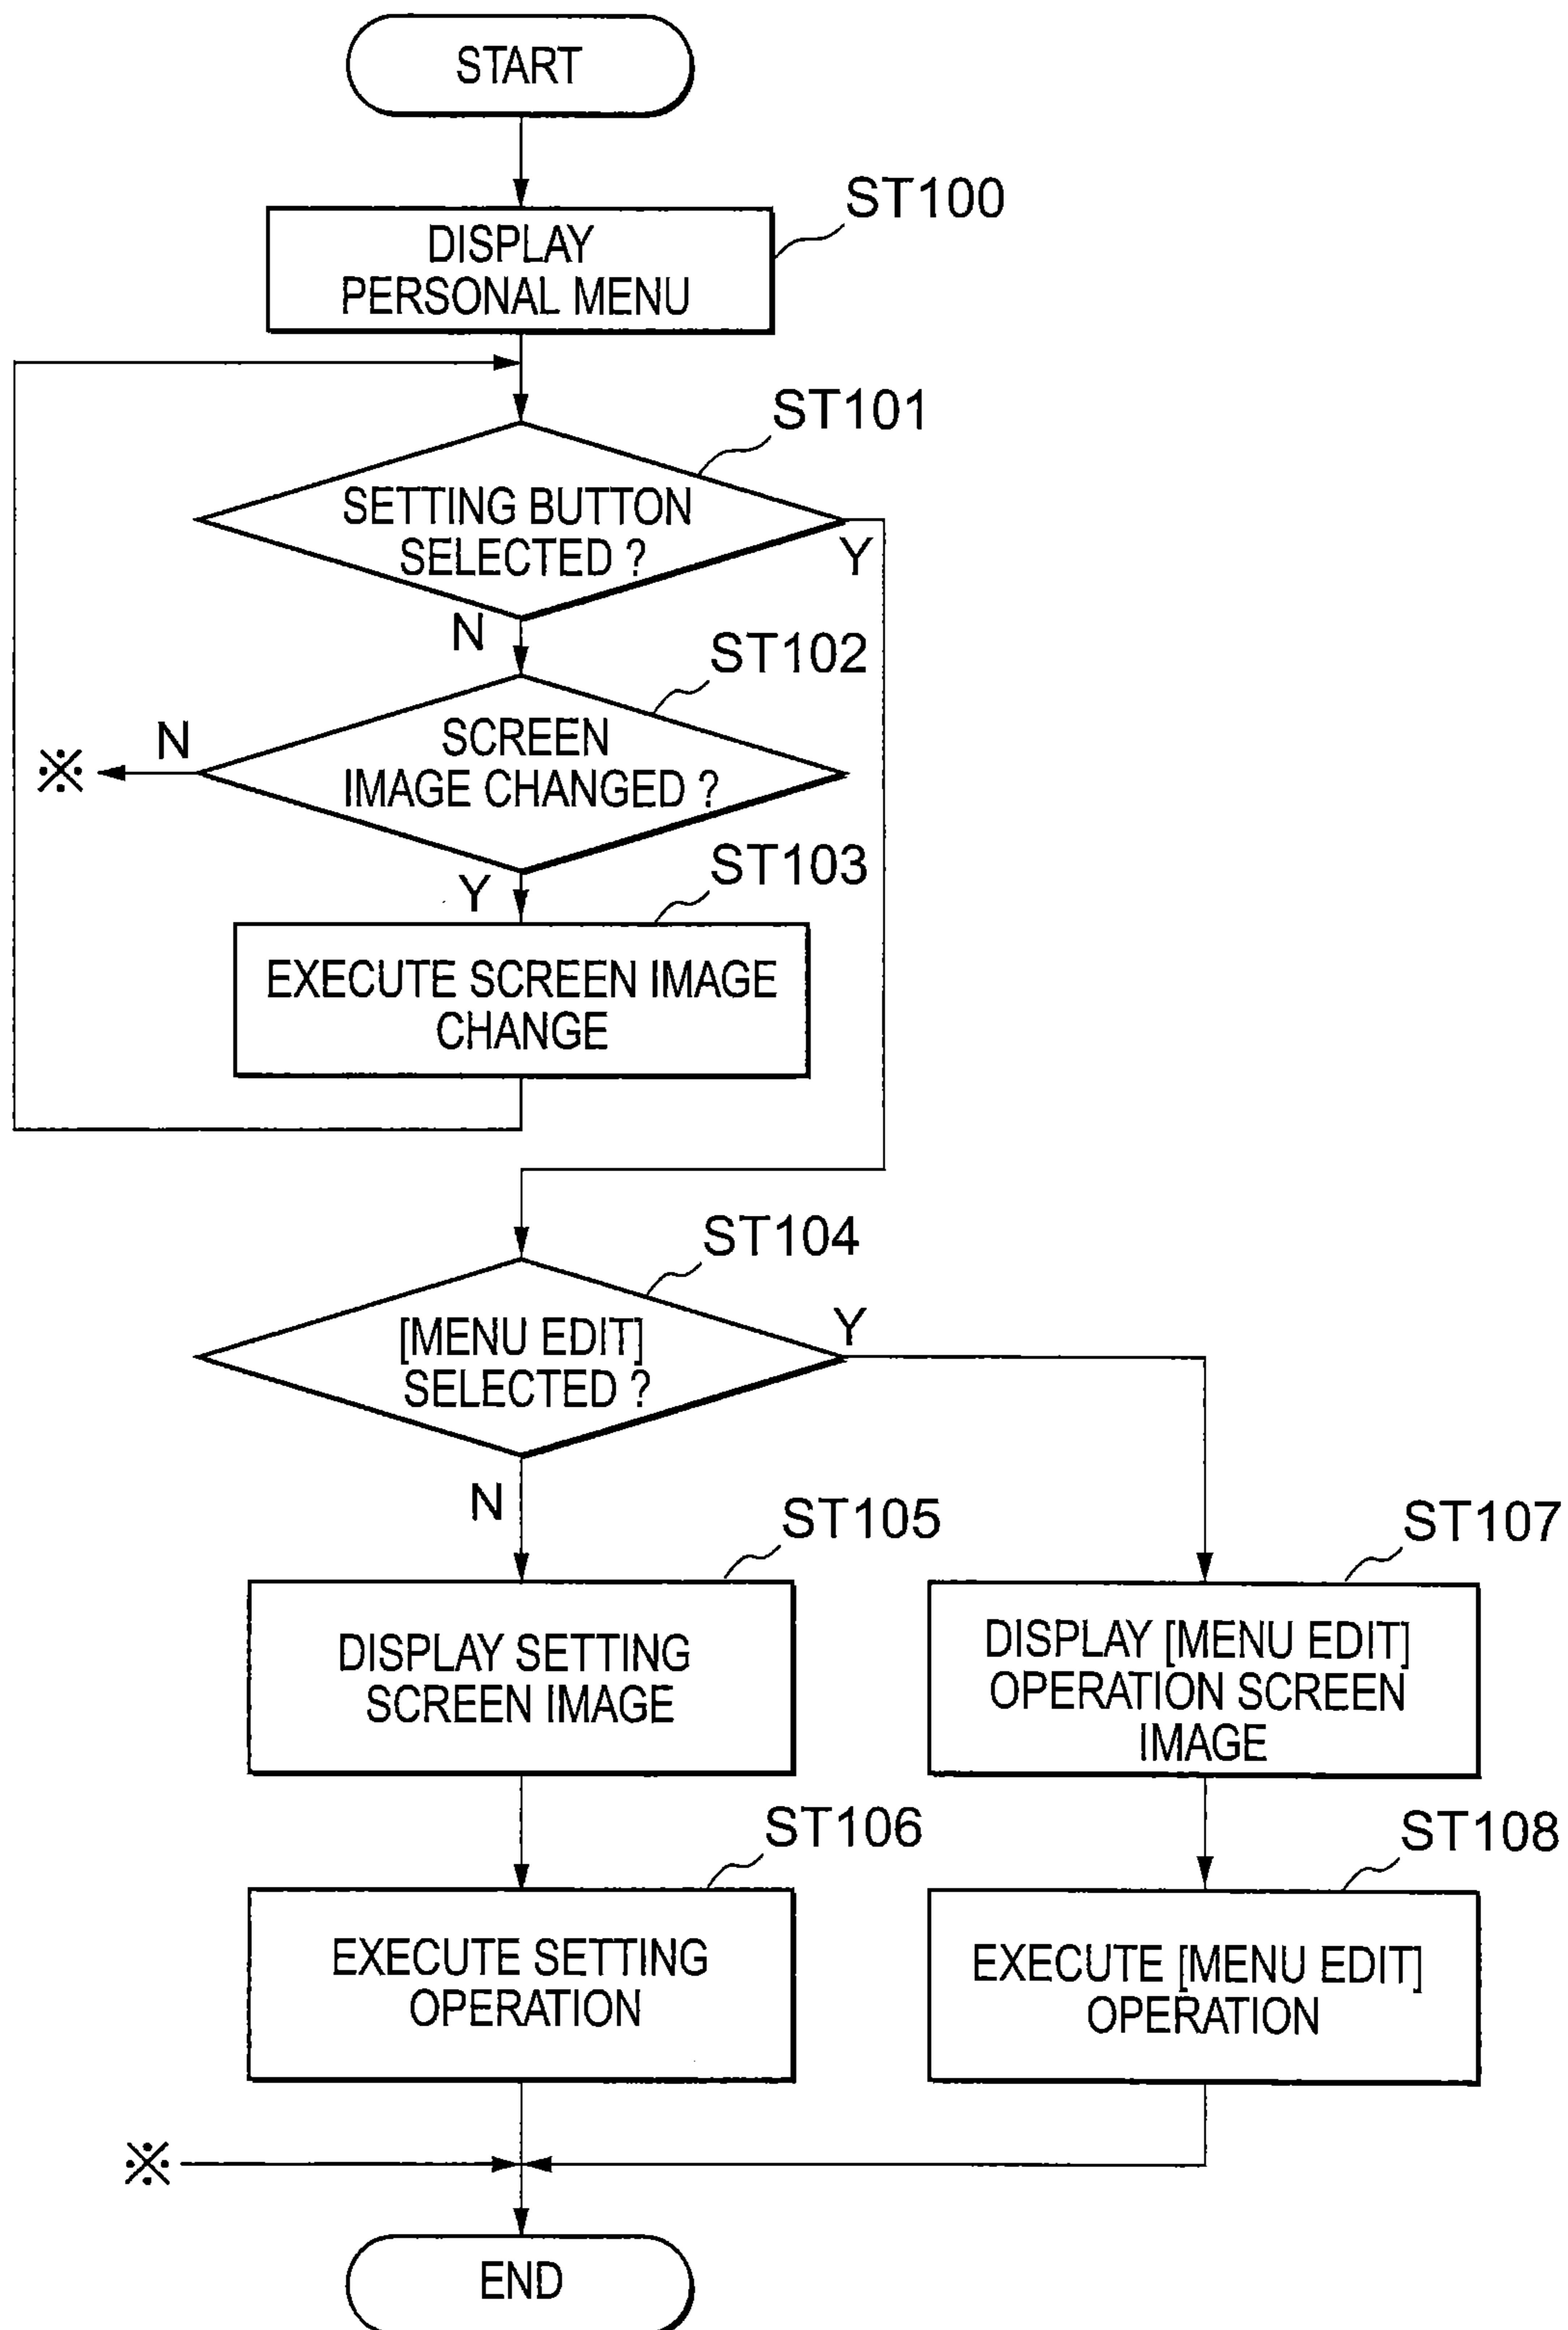 START
ST100
DISPLAY
PERSONAL MENU
ST101
SETTING BUTTON
SELECTED ?
Y
N
ST102
SCREEN
IMAGE CHANGED ?
N
※
Y
ST103
EXECUTE SCREEN IMAGE
CHANGE
ST104
[MENU EDIT]
SELECTED ?
Y
N
ST105
DISPLAY SETTING
SCREEN IMAGE
ST107
DISPLAY [MENU EDIT]
OPERATION SCREEN
IMAGE
ST106
EXECUTE SETTING
OPERATION
ST108
EXECUTE [MENU EDIT]
OPERATION
※
END